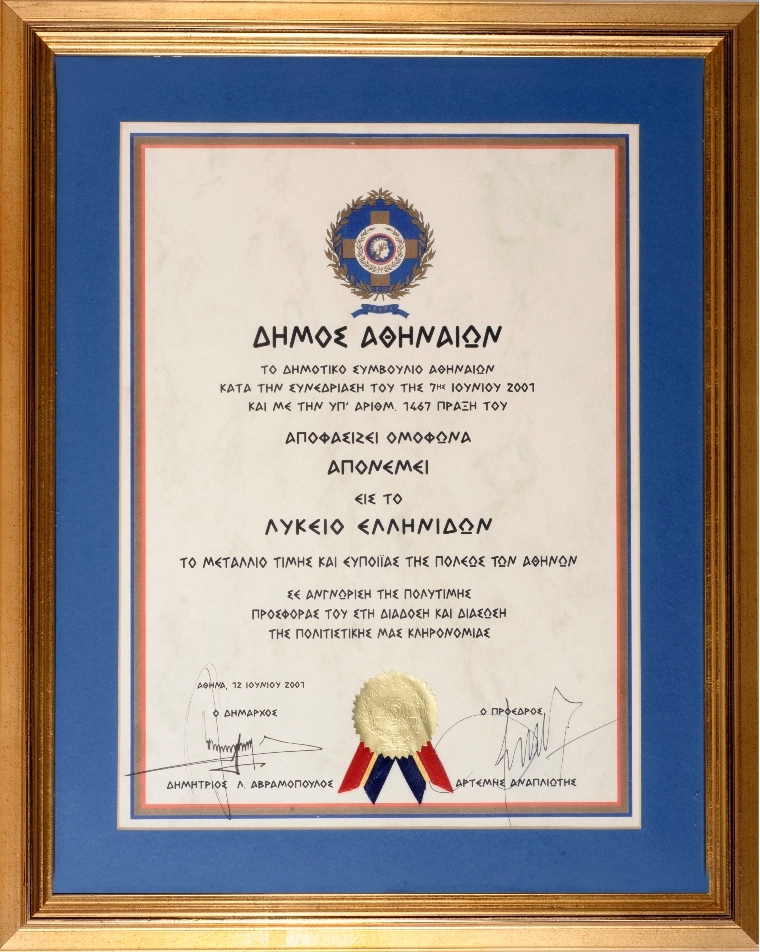 ΔΗΜΟΣ ΑΘΗΝΑΙΩΝ
ΤΟ ΔΗΜΟΤΙΚΟ ΣΥΜΒΟΥΛΙΟ ΑΘΗΝΑΙΩΝ
ΚΑΤΑ ΤΗΝ ΣΥΝΕΔΡΙΑΣΗ ΤΟΥ ΤΗΣ 7ΗΣ ΙΟΥΝΙΟΥ 2001
ΚΑΙ ΜΕ ΤΗΝ ΥΠ' ΑΡΙΘΜ. 1467 ΠΡΑΞΗ ΤΟΥ
ΑΠΟΦΑΣΙΖΕΙ ΟΜΟΦΩΝΑ
ΑΠΟΝΕΜΕΙ
ΕΙΣ ΤΟ
ΛΥΚΕΙΟ ΕΛΛΗΝΙΔΩΝ
ΤΟ ΜΕΤΑΛΛΙΟ ΤΙΜΗΣ ΚΑΙ ΕΥΠΟΙΪΑΣ ΤΗΣ ΠΟΛΕΩΣ ΤΩΝ ΑΘΗΝΩΝ
ΣΕ ΑΝΓΝΩΡΙΣΗ ΤΗΣ ΠΟΛΥΤΙΜΗΣ
ΠΡΟΣΦΟΡΑΣ ΤΟΥ ΣΤΗ ΔΙΑΔΟΣΗ ΚΑΙ ΔΙΑΣΩΣΗ
ΤΗΣ ΠΟΛΙΤΙΣΤΙΚΗΣ ΜΑΣ ΚΛΗΡΟΝΟΜΙΑΣ
ΑΘΗΝΑ, 12 ΙΟΥΝΙΟΥ 2001
Ο ΔΗΜΑΡΧΟΣ
Ο ΠΡΟΕΔΡΟΣ
ΔΗΜΗΤΡΙΟΣ Λ. ΑΒΡΑΜΟΠΟΥΛΟΣ
ΑΡΤΕΜΗΣ ΑΝΑΠΛΙΩΤΗΣ